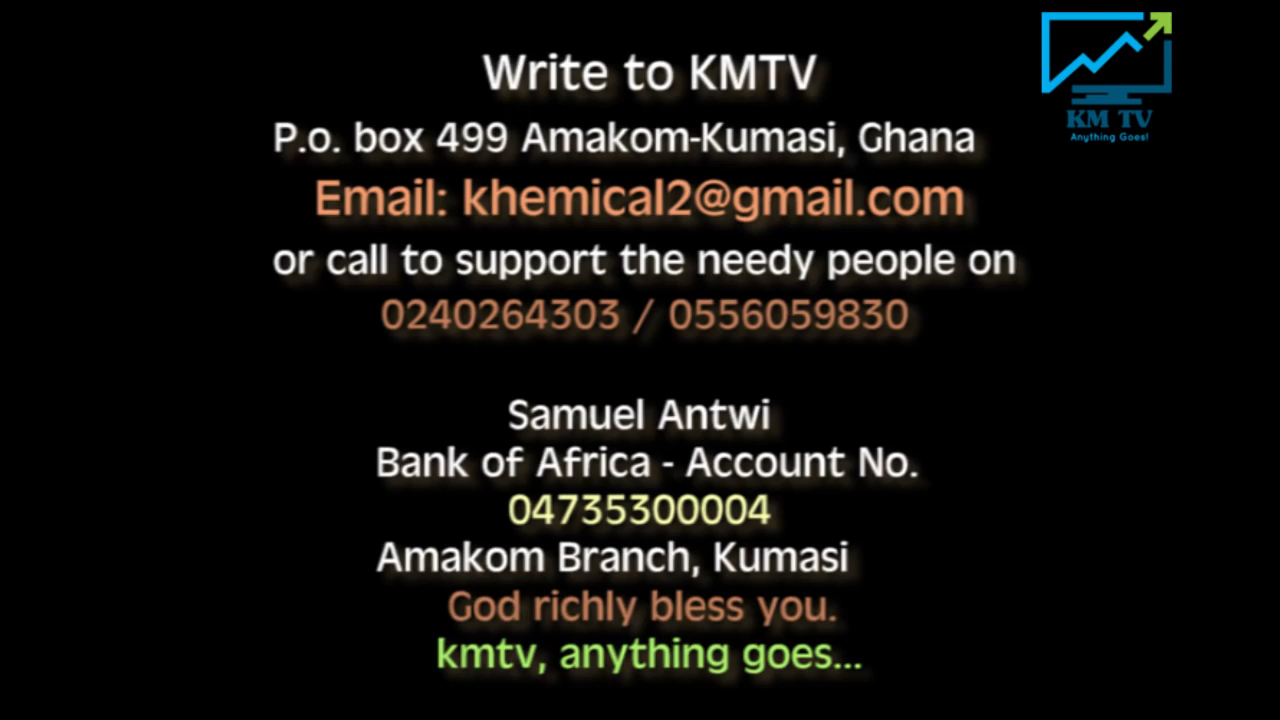 Write to KMTV
P.o. box 499 Amakom-Kumasi, Ghana
Email: khemical2@gmail.com
or call to support the needy people on
0240264303 / 0556059830
Samuel Antwi
Bank of Africa - Account No.
04735300004
Amakom Branch, Kumasi
God richly bless you.
kmtv, anything goes...
KM TV
Anything Goes!